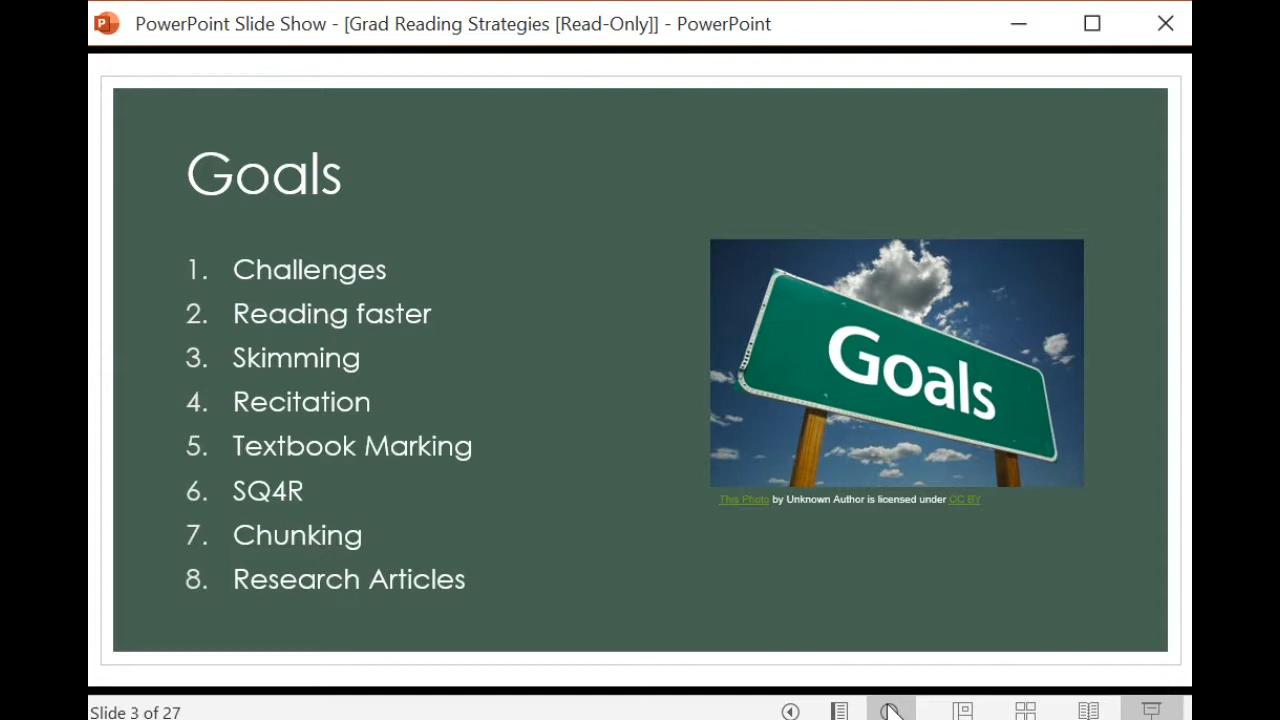 PowerPoint Slide Show - [Grad Reading Strategies [Read-Only]] - PowerPoint
Goals
1. Challenges
2. Reading faster
3. Skimming
4. Recitation
5. Textbook Marking
6. SQ4R
7. Chunking
8. Research Articles
Goals
This Photo by Unknown Author is licensed under CC BY
Slide 3 of 27